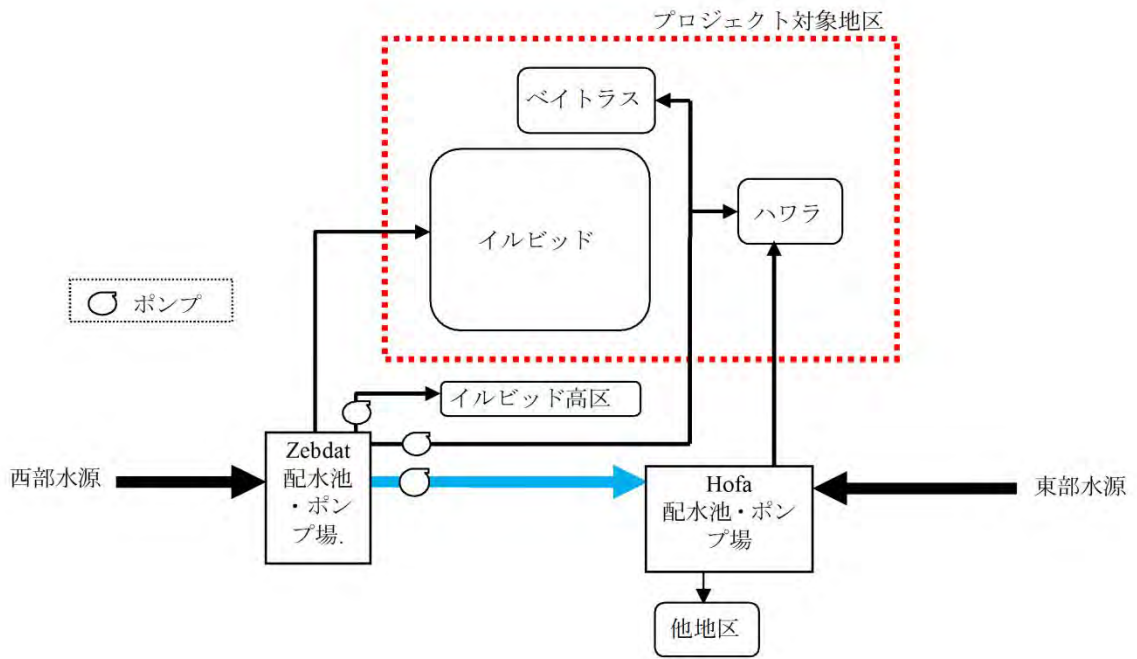 プロジェクト対象地区
ベイトラス
イルビッド
ハワラ
ポンプ
イルビッド高区
西部水源
Zebdat
配水池
・ポン
プ場.
Hofa
配水池・ポン
プ場
東部水源
他地区